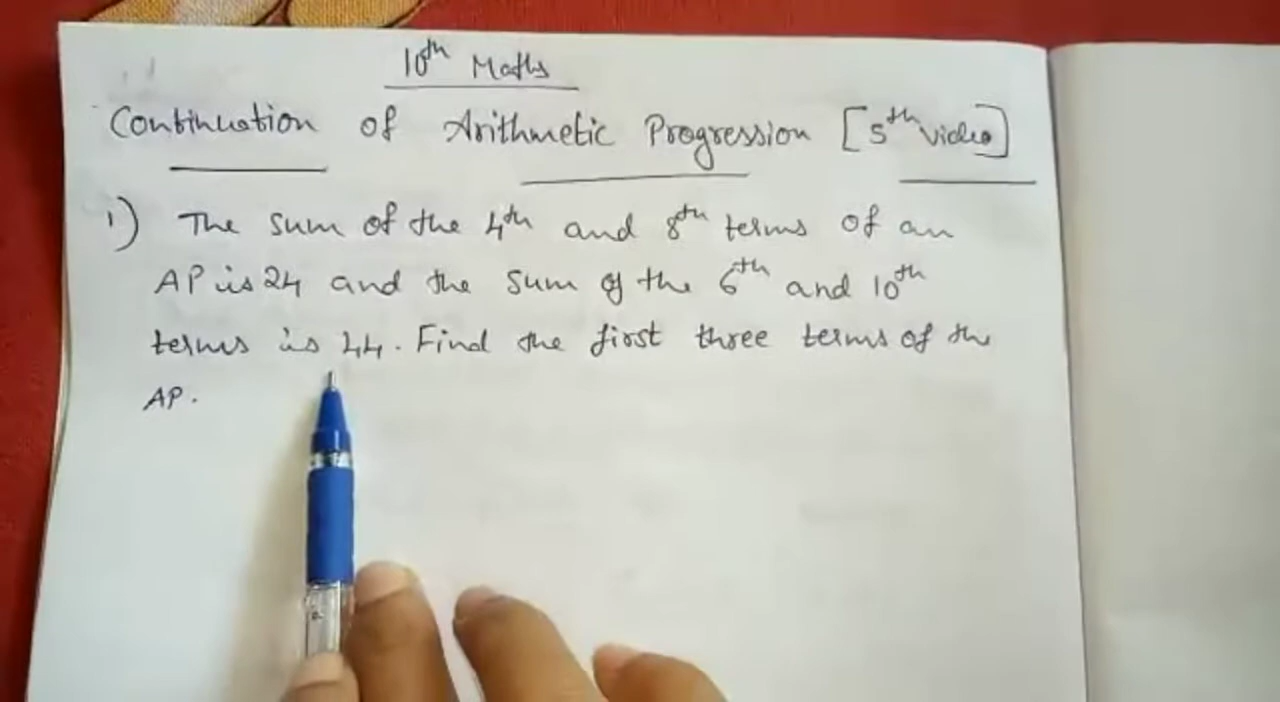 10th Maths
Continuation of Arithmetic Progression [5th video]
1) The sum of the 4th and 8th terms of an
AP is 24 and the sum of the 6th and 10th
terms is 44. Find the first three terms of the
AP.